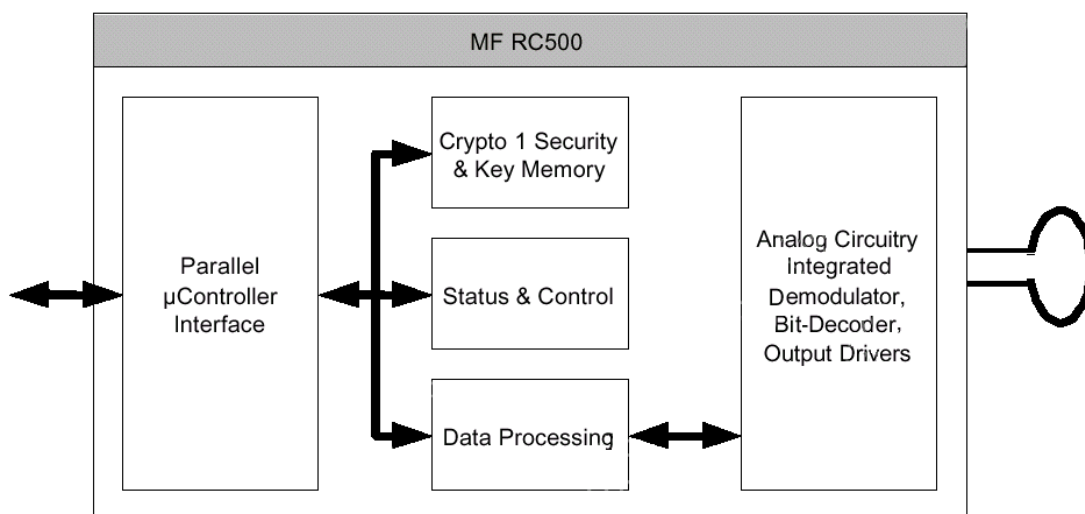 MF RC500
Parallel
µController
Interface
Crypto 1 Security
& Key Memory
Status & Control
Data Processing
Analog Circuitry
Integrated
Demodulator,
Bit-Decoder,
Output Drivers